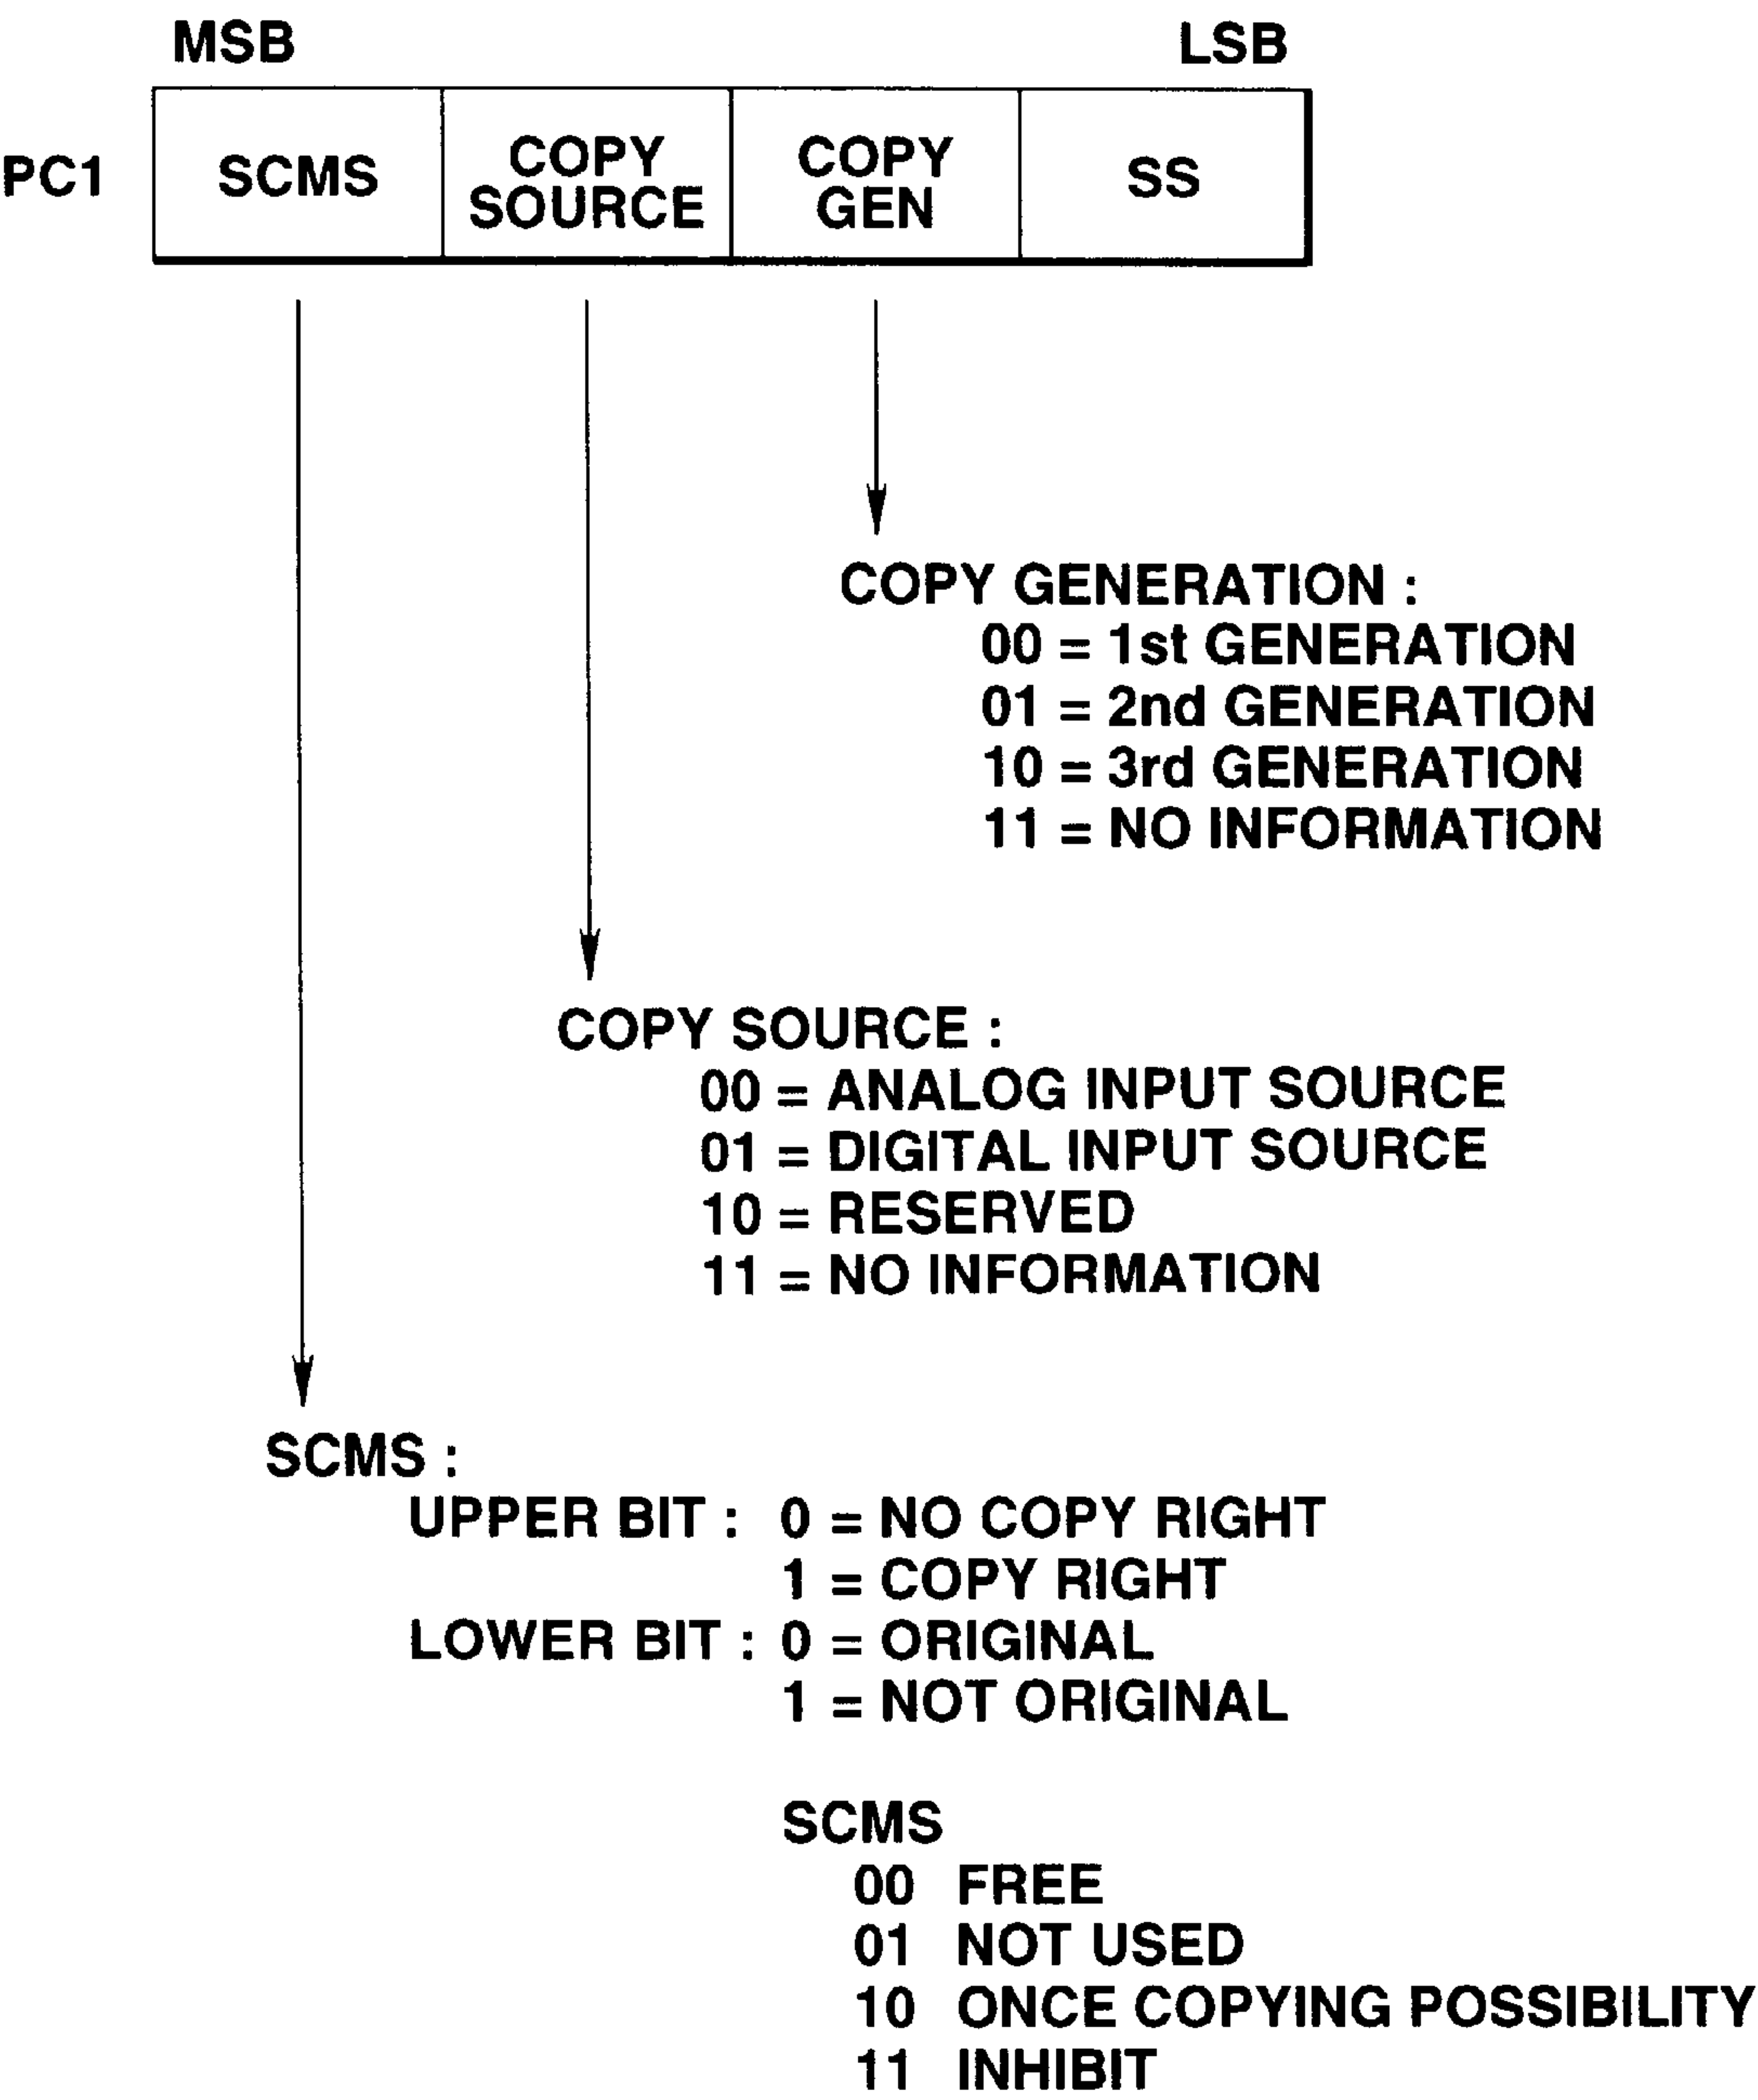 MSB LSB
PC1 SCMS COPY SOURCE COPY GEN SS
COPY GENERATION :
00 = 1st GENERATION
01 = 2nd GENERATION
10 = 3rd GENERATION
11 = NO INFORMATION
COPY SOURCE :
00 = ANALOG INPUT SOURCE
01 = DIGITAL INPUT SOURCE
10 = RESERVED
11 = NO INFORMATION
SCMS :
UPPER BIT : 0 = NO COPY RIGHT
1 = COPY RIGHT
LOWER BIT : 0 = ORIGINAL
1 = NOT ORIGINAL
SCMS
00 FREE
01 NOT USED
10 ONCE COPYING POSSIBILITY
11 INHIBIT